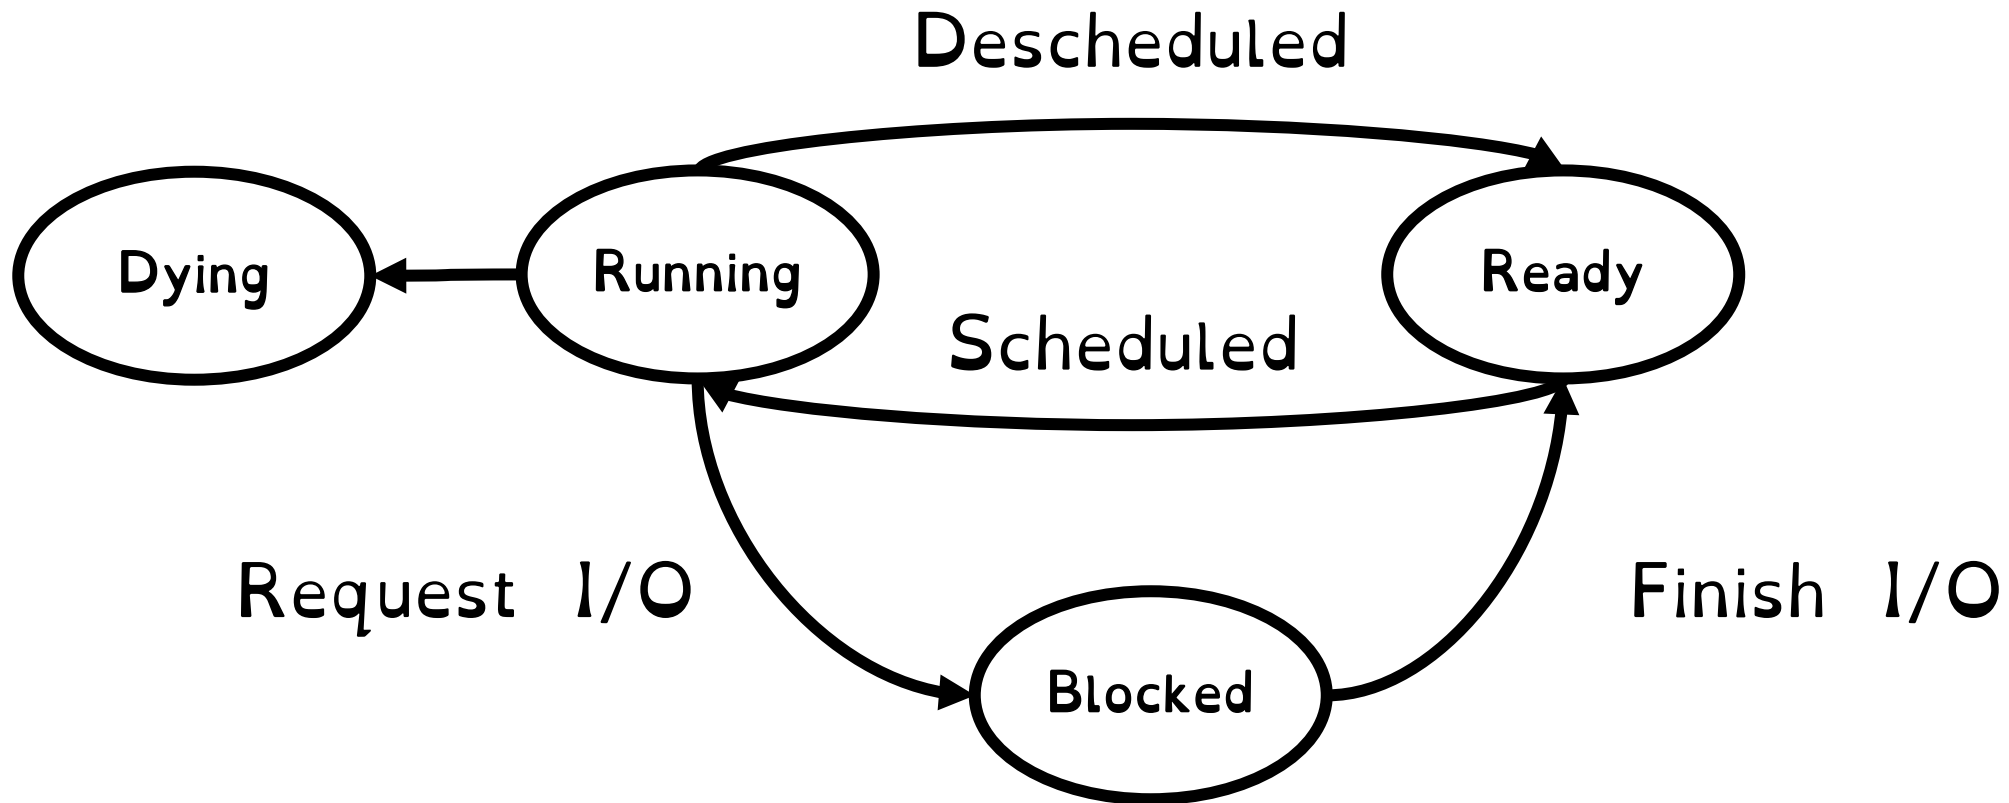 Descheduled
Dying
Running
Ready
Scheduled
Request I/O
Finish I/O
Blocked